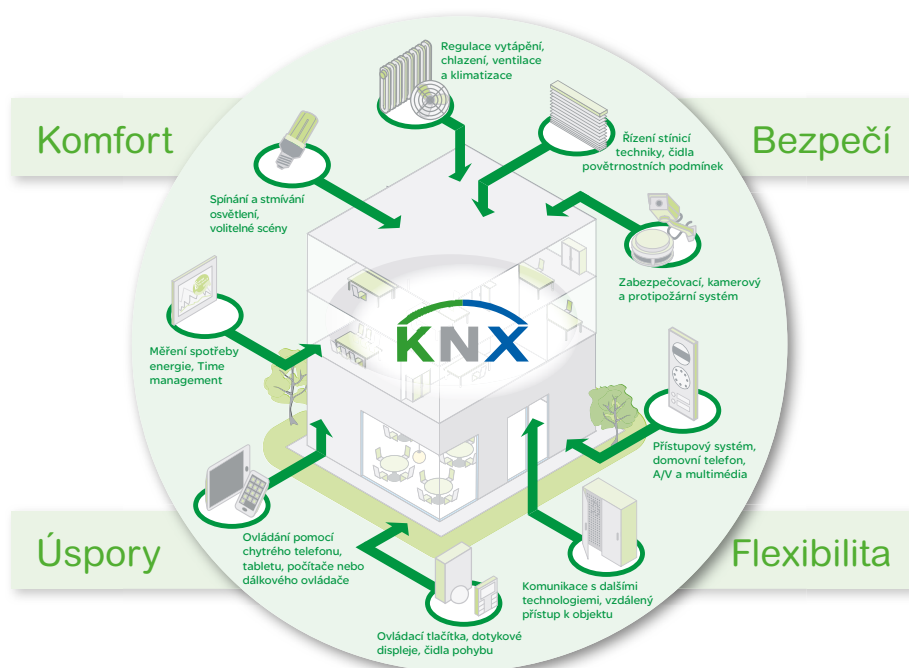 Regulace vytápění,
chlazení, ventilace
a klimatizace
Komfort
Bezpečí
Řízení stínicí
techniky, čidla
povětrnostních podmínek
Spínání a stmívání
osvětlení,
volitelné scény
Zabezpečovací, kamerový
a protipožární systém
KNX
Měření spotřeby
energie, Time
management
Přístupový systém,
domovní telefon,
A/V a multimédia
Úspory
Flexibilita
Ovládání pomocí
chytrého telefonu,
tabletu, počítače nebo
dálkového ovládače
Komunikace s dalšími
technologiemi, vzdálený
přístup k objektu
Ovládací tlačítka, dotykové
displeje, čidla pohybu